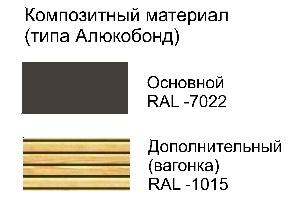 Композитный материал
(типа Алюкобонд)
Основной
RAL -7022
Дополнительный
(вагонка)
RAL -1015